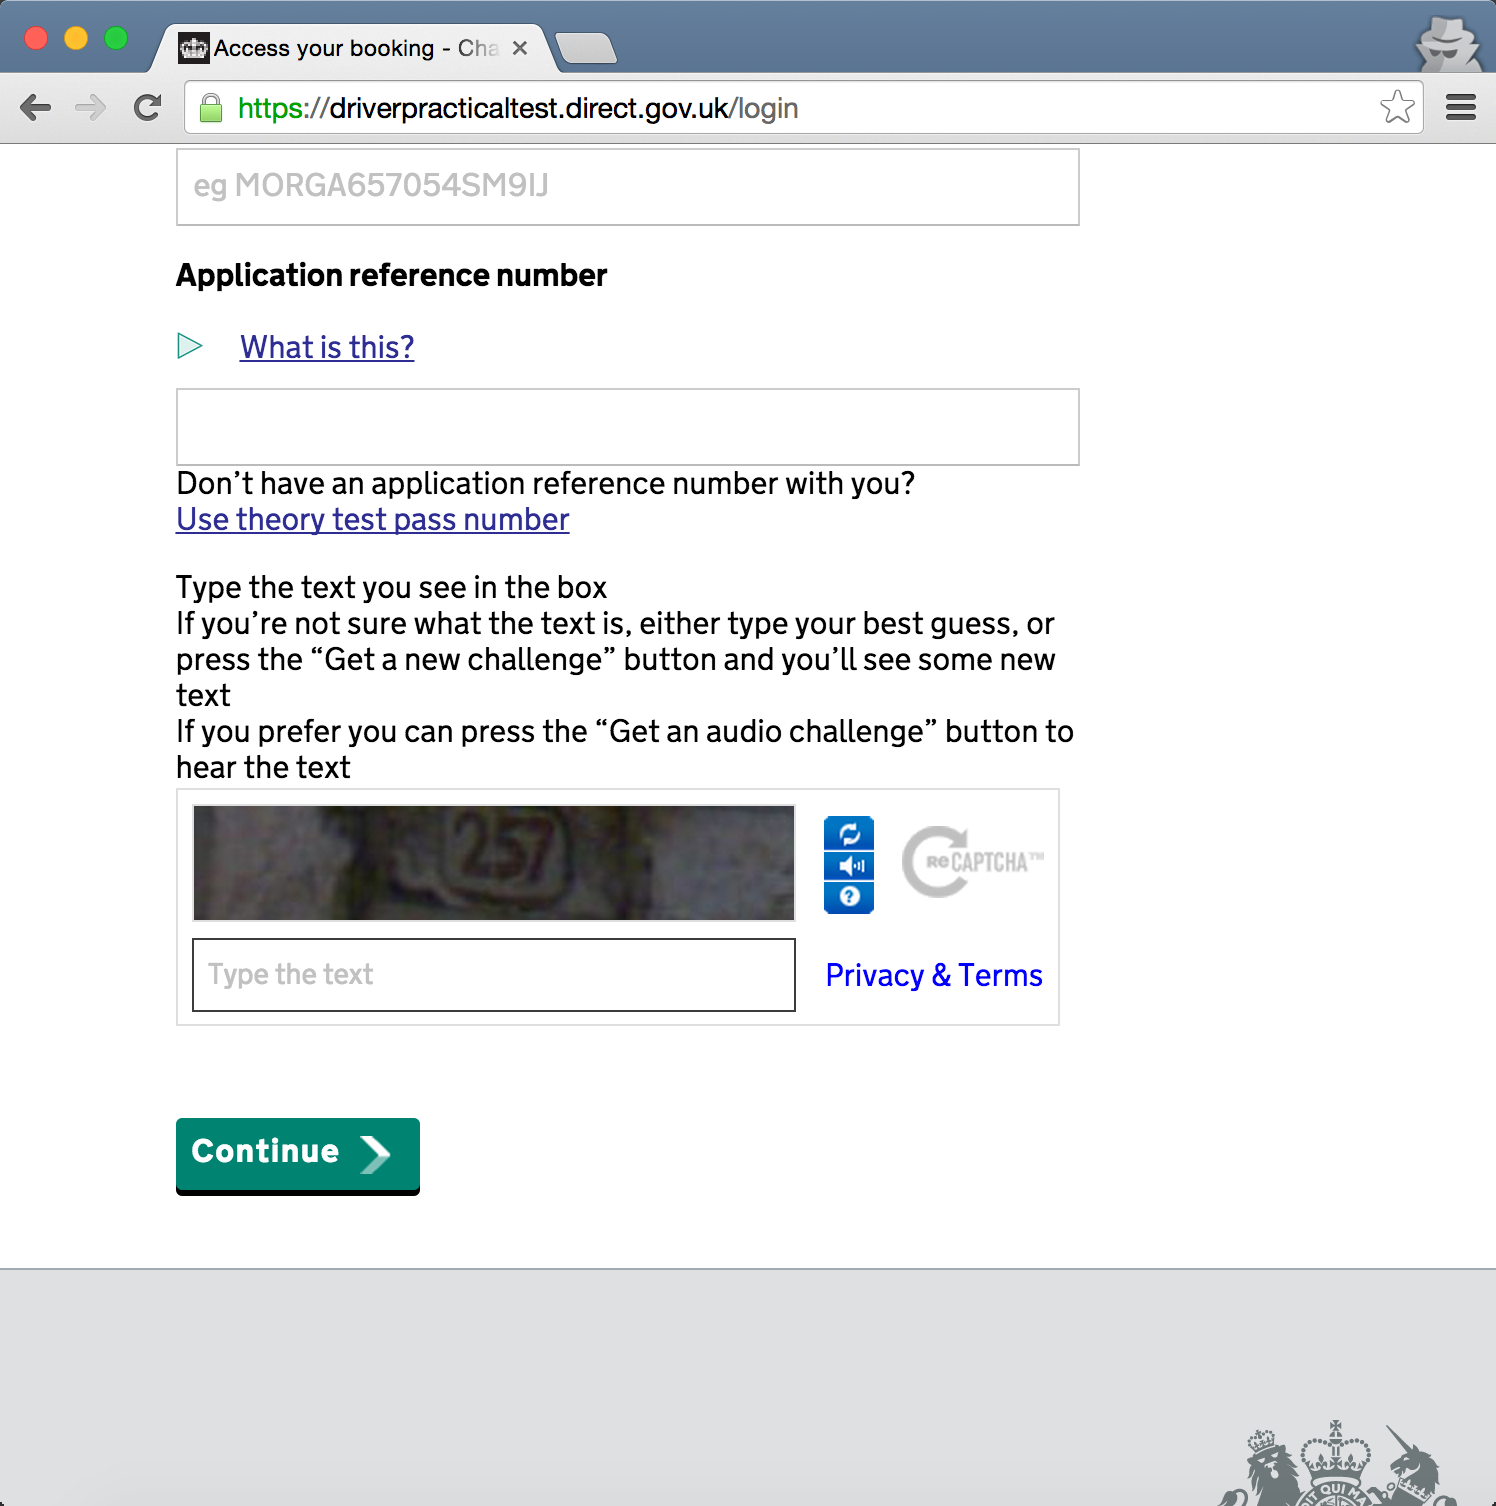 Access your booking - Cha
https://driverpracticaltest.direct.gov.uk/login
eg MORGA657054SM9IJ
Application reference number
What is this?
Don’t have an application reference number with you?
Use theory test pass number
Type the text you see in the box
If you’re not sure what the text is, either type your best guess, or
press the “Get a new challenge” button and you’ll see some new
text
If you prefer you can press the “Get an audio challenge” button to
hear the text
257
reCAPTCHA™
Type the text
Privacy & Terms
Continue
IT QUI MA